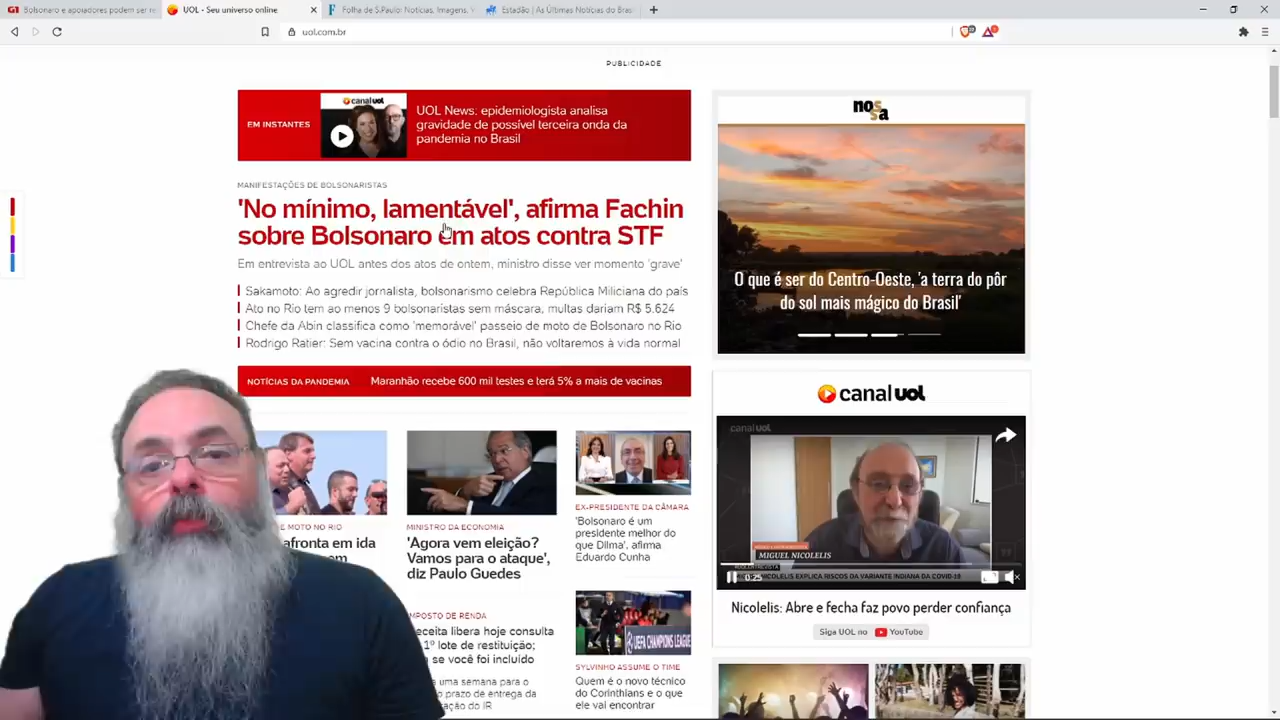 Bolsonaro e apoiadores podem ser re
UOL - Seu universo online
Folha de S.Paulo: Notícias, Imagens, V
Estadão | As Últimas Notícias do Bras
uol.com.br
PUBLICIDADE
EM INSTANTES
canal uol
UOL News: epidemiologista analisa
gravidade de possível terceira onda da
pandemia no Brasil
MANIFESTAÇÕES DE BOLSONARISTAS
'No mínimo, lamentável', afirma Fachin
sobre Bolsonaro em atos contra STF
Em entrevista ao UOL antes dos atos de ontem, ministro disse ver momento 'grave'
Sakamoto: Ao agredir jornalista, bolsonarismo celebra República Miliciana do país
Ato no Rio tem ao menos 9 bolsonaristas sem máscara; multas dariam R$ 5.624
Chefe da Abin classifica como 'memorável' passeio de moto de Bolsonaro no Rio
Rodrigo Ratier: Sem vacina contra o ódio no Brasil, não voltaremos à vida normal
NOTÍCIAS DA PANDEMIA
Maranhão recebe 600 mil testes e terá 5% a mais de vacinas
E MOTO NO RIO
afronta em ida
MINISTRO DA ECONOMIA
'Agora vem eleição?
Vamos para o ataque',
diz Paulo Guedes
MPOSTO DE RENDA
eceita libera hoje consulta
1º lote de restituição;
se você foi incluído
uma semana para o
prazo de entrega da
ração do IR
EX-PRESIDENTE DA CÂMARA
'Bolsonaro é um
presidente melhor do
que Dilma', afirma
Eduardo Cunha
UEFA CHAMPIONS LEAGUE
SYLVINHO ASSUME O TIME
Quem é o novo técnico
do Corinthians e o que
ele vai encontrar
nossa
O que é ser do Centro-Oeste, 'a terra do pôr
do sol mais mágico do Brasil'
canal uol
canal uol
MIGUEL NICOLELIS
NICOLELIS EXPLICA RISCOS DA VARIANTE INDIANA DA COVID-19
Nicolelis: Abre e fecha faz povo perder confiança
Siga UOL no YouTube